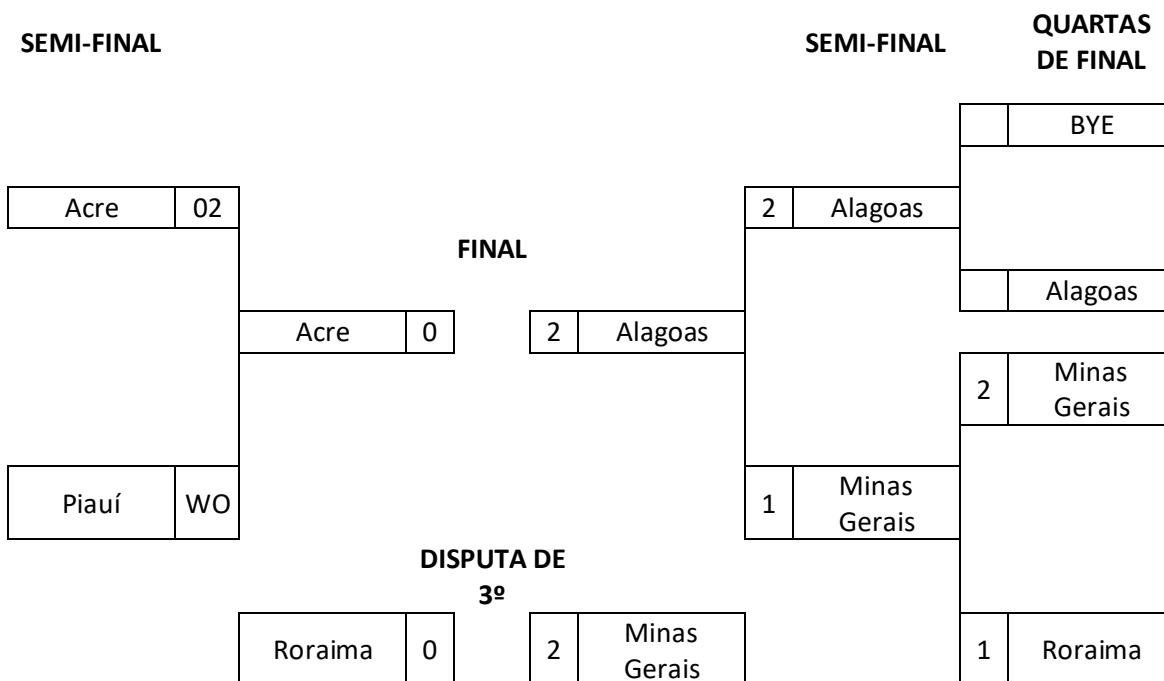 SEMI-FINAL
SEMI-FINAL
QUARTAS
DE FINAL
BYE
Acre 02
2 Alagoas
FINAL
Alagoas
Acre 0
2 Alagoas
2 Minas
Gerais
Piauí WO
1 Minas
Gerais
DISPUTA DE
3º
Roraima 0
2 Minas
Gerais
1 Roraima